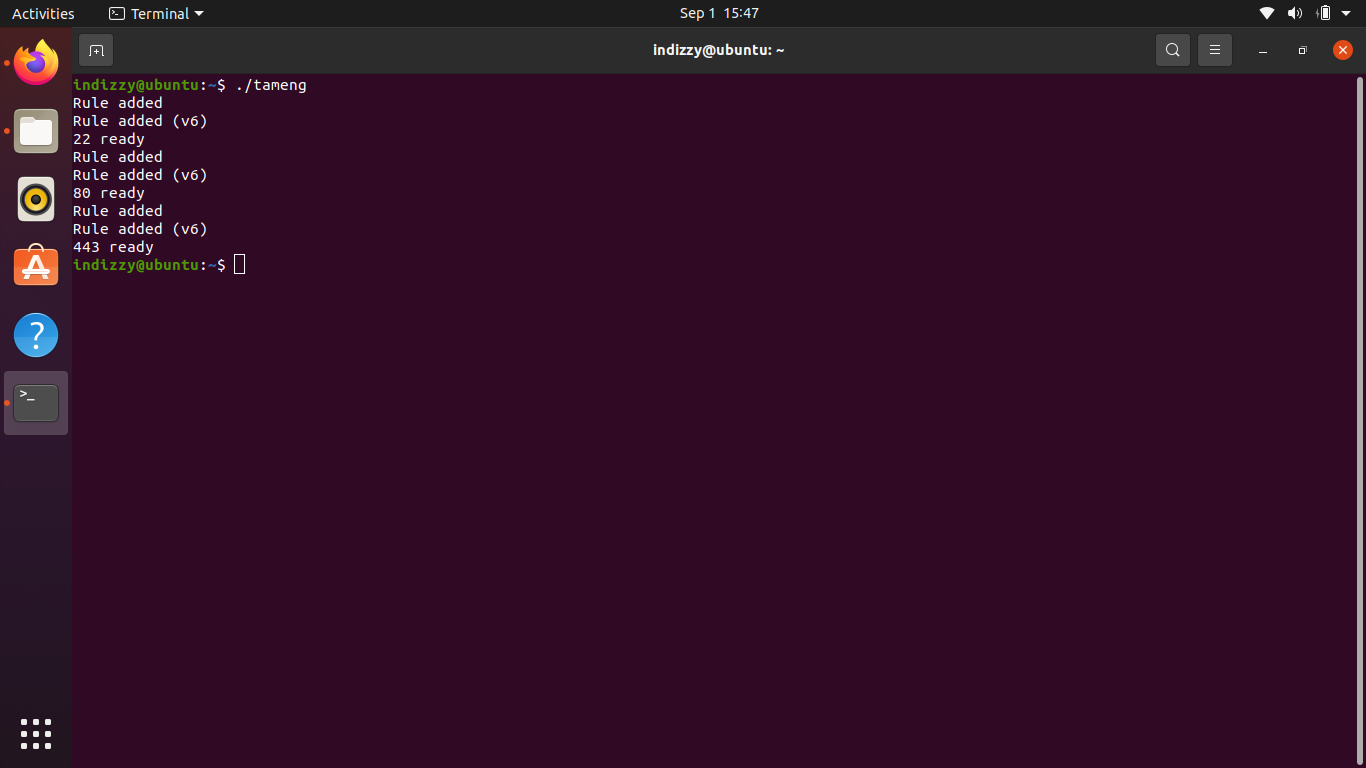 Activities
Terminal
Sep 1 15:47
indizzy@ubuntu: ~
indizzy@ubuntu:~$ ./tameng
Rule added
Rule added (v6)
22 ready
Rule added
Rule added (v6)
80 ready
Rule added
Rule added (v6)
443 ready
indizzy@ubuntu:~$